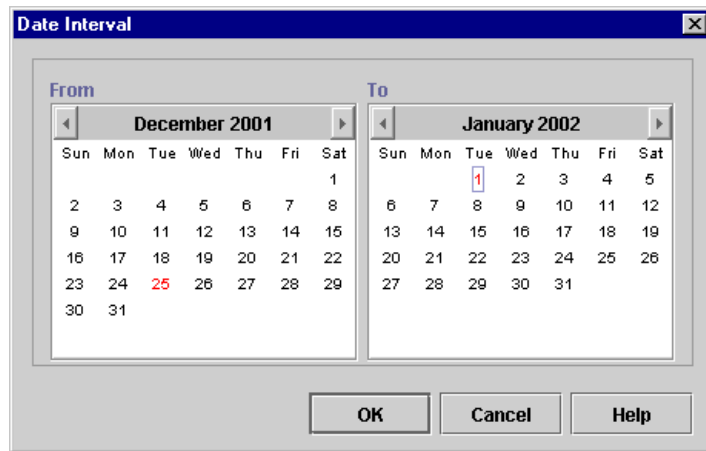 Date Interval
From
December 2001
Sun Mon Tue Wed Thu Fri Sat
1
2 3 4 5 6 7 8
9 10 11 12 13 14 15
16 17 18 19 20 21 22
23 24 25 26 27 28 29
30 31
To
January 2002
Sun Mon Tue Wed Thu Fri Sat
1 2 3 4 5
6 7 8 9 10 11 12
13 14 15 16 17 18 19
20 21 22 23 24 25 26
27 28 29 30 31
OK Cancel Help